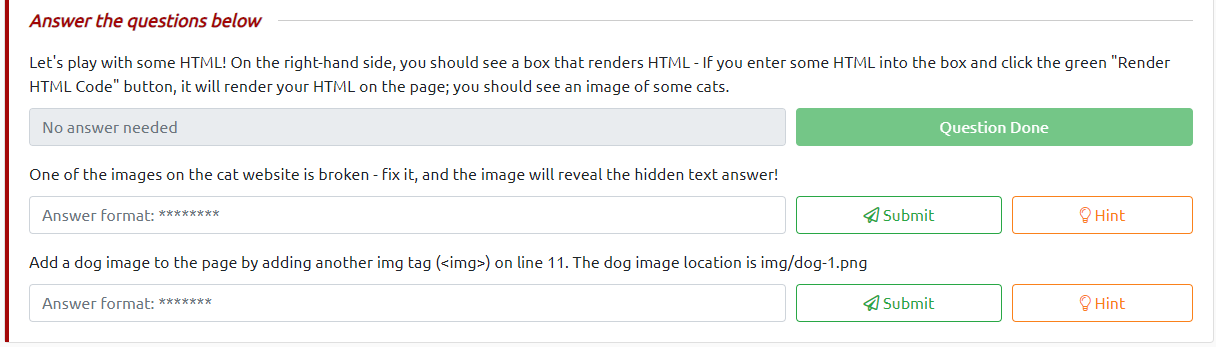 Answer the questions below
Let's play with some HTML! On the right-hand side, you should see a box that renders HTML - If you enter some HTML into the box and click the green "Render
HTML Code" button, it will render your HTML on the page; you should see an image of some cats.
No answer needed
Question Done
One of the images on the cat website is broken - fix it, and the image will reveal the hidden text answer!
Answer format: ********
Submit
Hint
Add a dog image to the page by adding another img tag (<img>) on line 11. The dog image location is img/dog-1.png
Answer format: *******
Submit
Hint